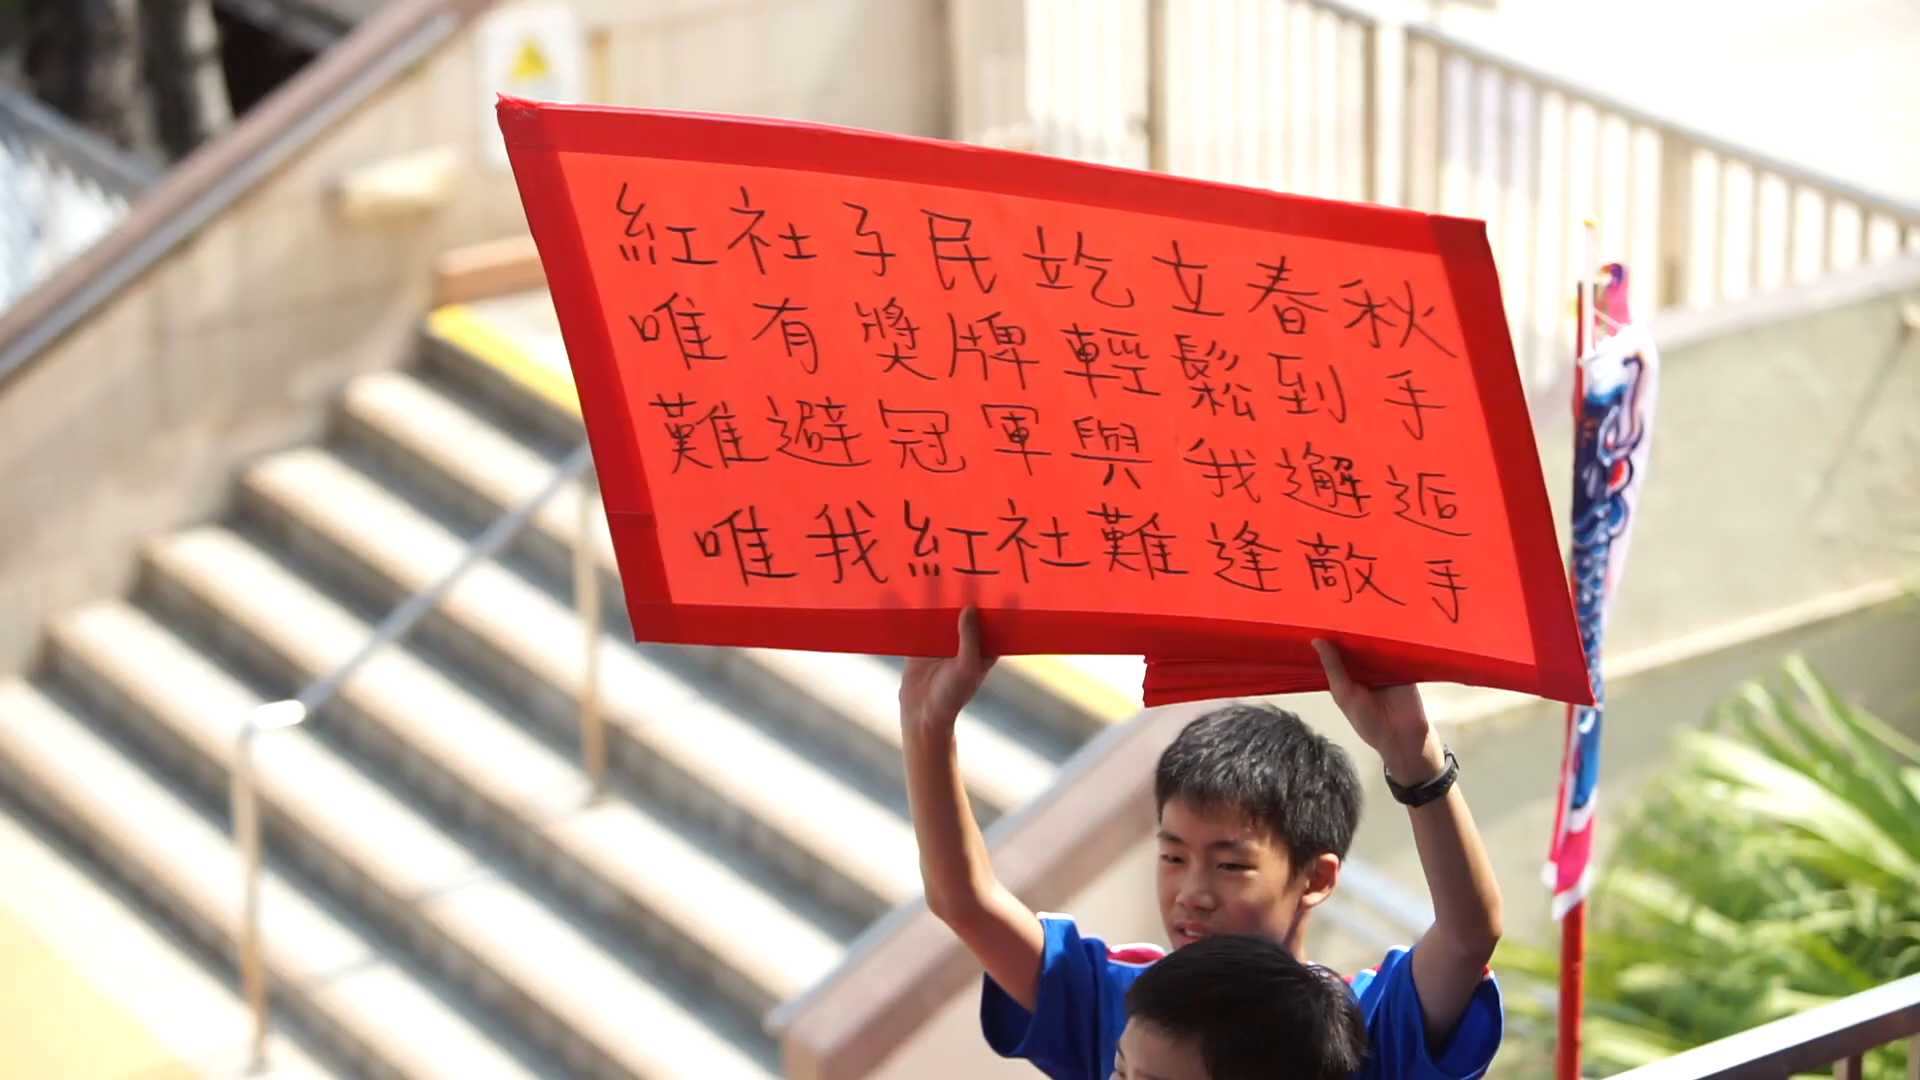 紅社子民訖立春秋
唯有獎牌輕鬆到手
難避冠軍與我邂逅
唯我紅社難逢敵手